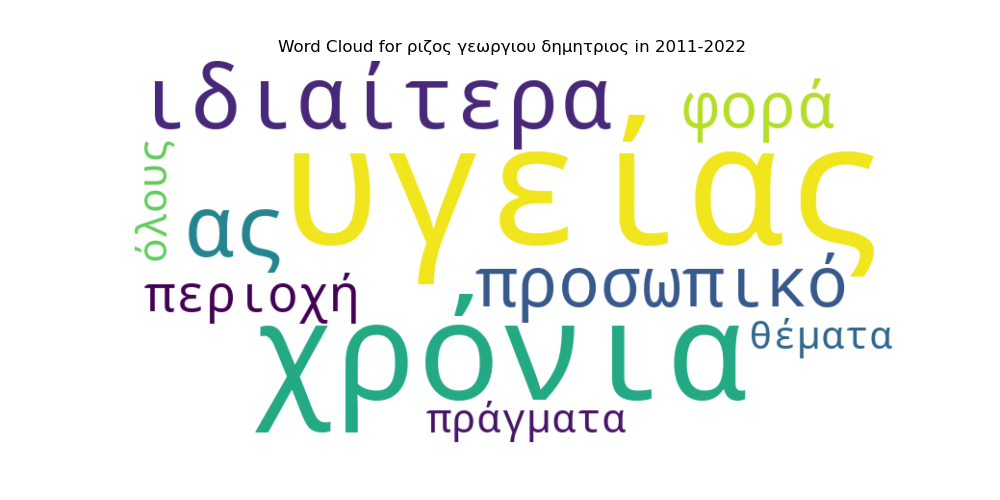 Word Cloud for ριζος γεωργιου δημητριος in 2011-2022
ιδιαίτερα
φορά
όλους
υγείας
ας
περιοχή
προσωπικό
χρόνια
θέματα
πράγματα